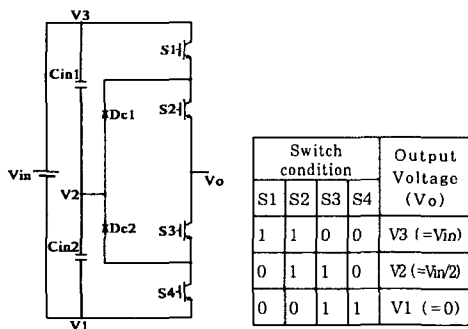 V3
S1
Cin1
S2
Dc1
Vin
V2
Vo
Dc2
S3
Cin2
S4
V1
Switch condition Output Voltage (Vo)
S1 S2 S3 S4
1 1 0 0 V3 (=Vin)
0 1 1 0 V2 (=Vin/2)
0 0 1 1 V1 (=0)